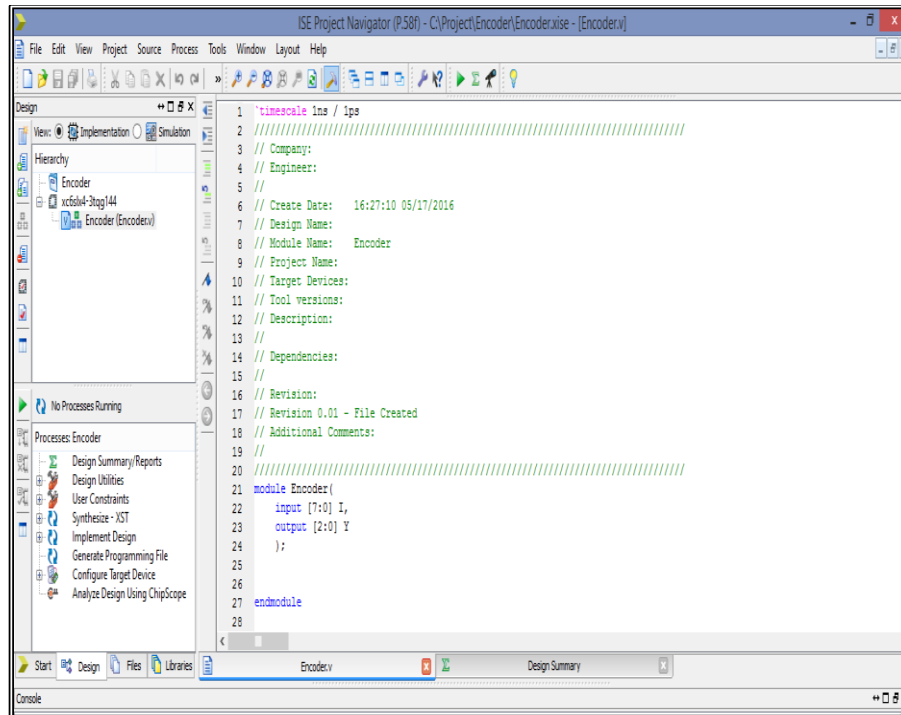 ISE Project Navigator (P.58f) - C:\Project\Encoder\Encoder.xise - [Encoder.v]
File Edit View Project Source Process Tools Window Layout Help
Design
View: Implementation Simulation
Hierarchy
Encoder
xc6slx4-3tqg144
Encoder (Encoder.v)
No Processes Running
Processes: Encoder
Design Summary/Reports
Design Utilities
User Constraints
Synthesize - XST
Implement Design
Generate Programming File
Configure Target Device
Analyze Design Using ChipScope
1 `timescale 1ns / 1ps
2 //////////////////////////////////////////////////////////////////////////////////
3 // Company:
4 // Engineer:
5 //
6 // Create Date: 16:27:10 05/17/2016
7 // Design Name:
8 // Module Name: Encoder
9 // Project Name:
10 // Target Devices:
11 // Tool versions:
12 // Description:
13 //
14 // Dependencies:
15 //
16 // Revision:
17 // Revision 0.01 - File Created
18 // Additional Comments:
19 //
20 //////////////////////////////////////////////////////////////////////////////////
21 module Encoder(
22 input [7:0] I,
23 output [2:0] Y
24 );
25
26
27 endmodule
28
Start Design Files Libraries Encoder.v Design Summary
Console